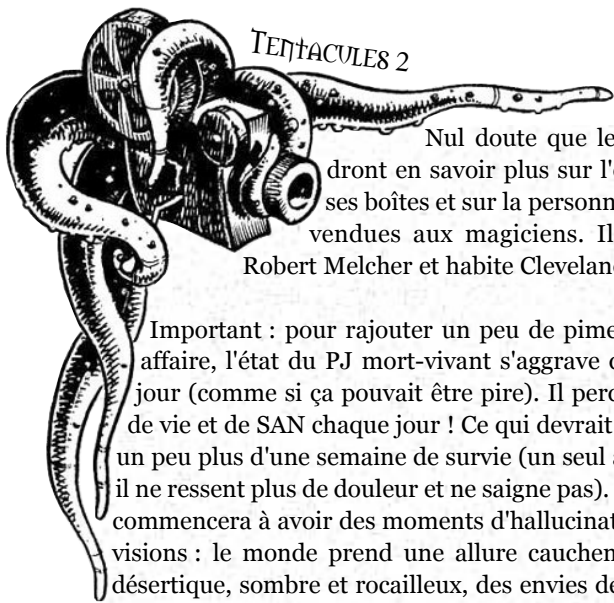 TENTACULES 2
Nul doute que le
dront en savoir plus sur l'
ses boîtes et sur la personn
vendues aux magiciens. Il
Robert Melcher et habite Clevelan
Important : pour rajouter un peu de pime
affaire, l'état du PJ mort-vivant s'aggrave
jour (comme si ça pouvait être pire). Il perd
de vie et de SAN chaque jour ! Ce qui devrait
un peu plus d'une semaine de survie (un seul
il ne ressent plus de douleur et ne saigne pas).
commencera à avoir des moments d'hallucinat
visions : le monde prend une allure cauchem
désertique, sombre et rocailleux, des envies de